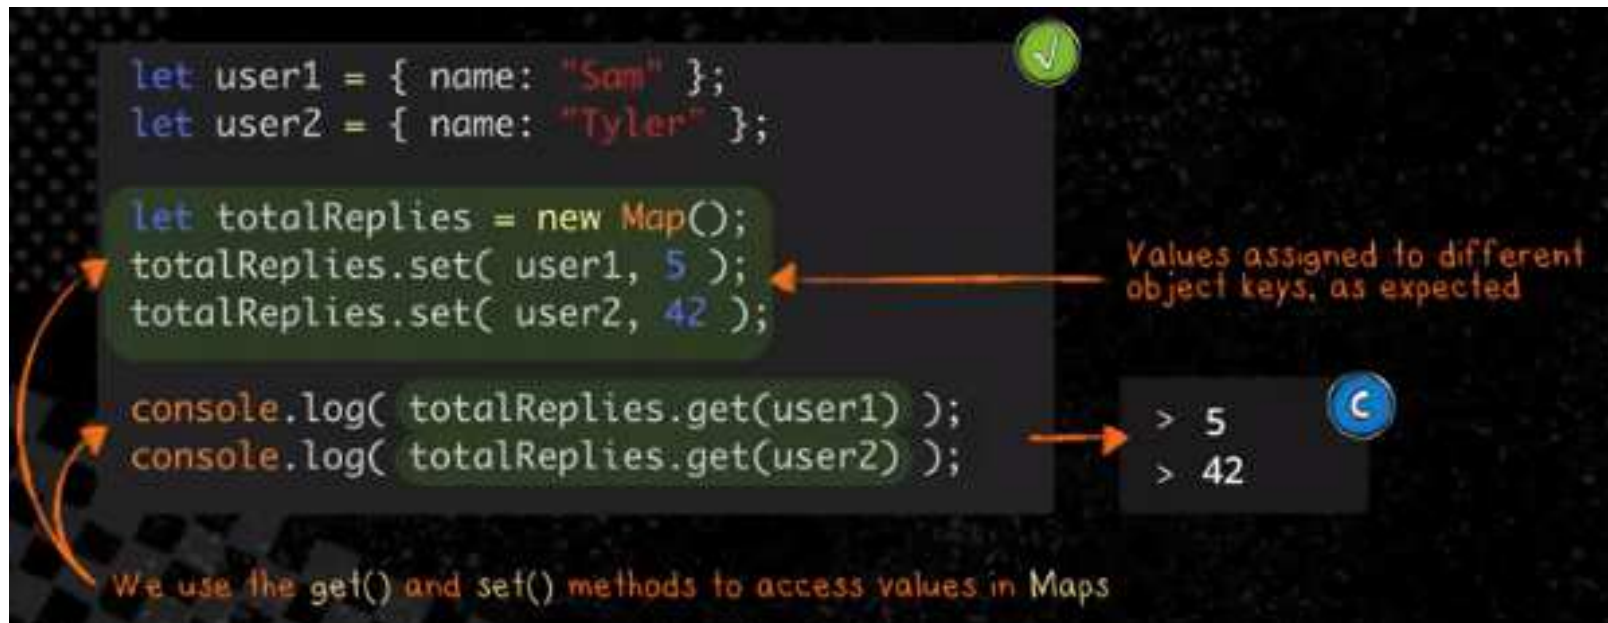 let user1 = { name: "Sam" };
let user2 = { name: "Tyler" };
let totalReplies = new Map();
totalReplies.set( user1, 5 );
totalReplies.set( user2, 42 );
Values assigned to different
object keys, as expected
console.log( totalReplies.get(user1) );
console.log( totalReplies.get(user2) );
> 5
> 42
C
We use the get() and set() methods to access values in Maps